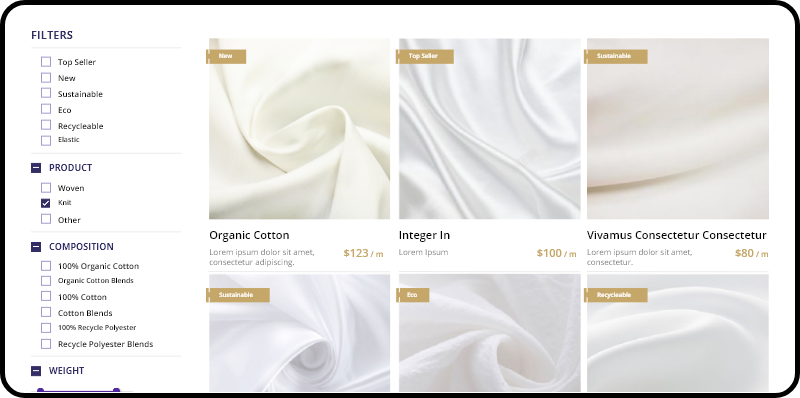 FILTERS
Top Seller
New
Sustainable
Eco
Recycleable
Elastic
PRODUCT
Woven
Knit
Other
COMPOSITION
100% Organic Cotton
Organic Cotton Blends
100% Cotton
Cotton Blends
100% Recycle Polyester
Recycle Polyester Blends
WEIGHT
New
Top Seller
Sustainable
Organic Cotton
Lorem ipsum dolor sit amet,
consectetur adipiscing.
$123 / m
Integer In
Lorem Ipsum
$100 / m
Vivamus Consectetur Consectetur
Lorem ipsum dolor sit amet,
consectetur.
$80 / m
Sustainable
Eco
Recycleable